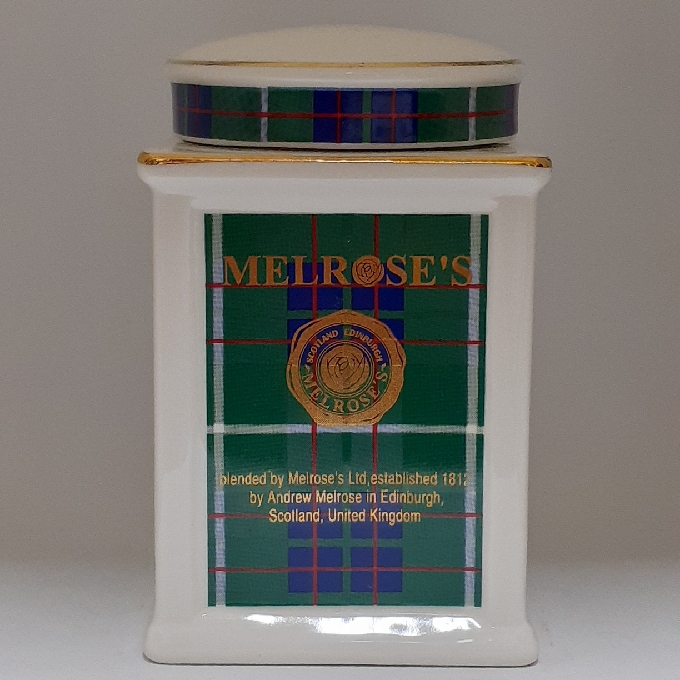 MELROSE'S
SCOTLAND EDINBURGH
MELROSE'S
blended by Melrose's Ltd,established 1812
by Andrew Melrose in Edinburgh,
Scotland, United Kingdom